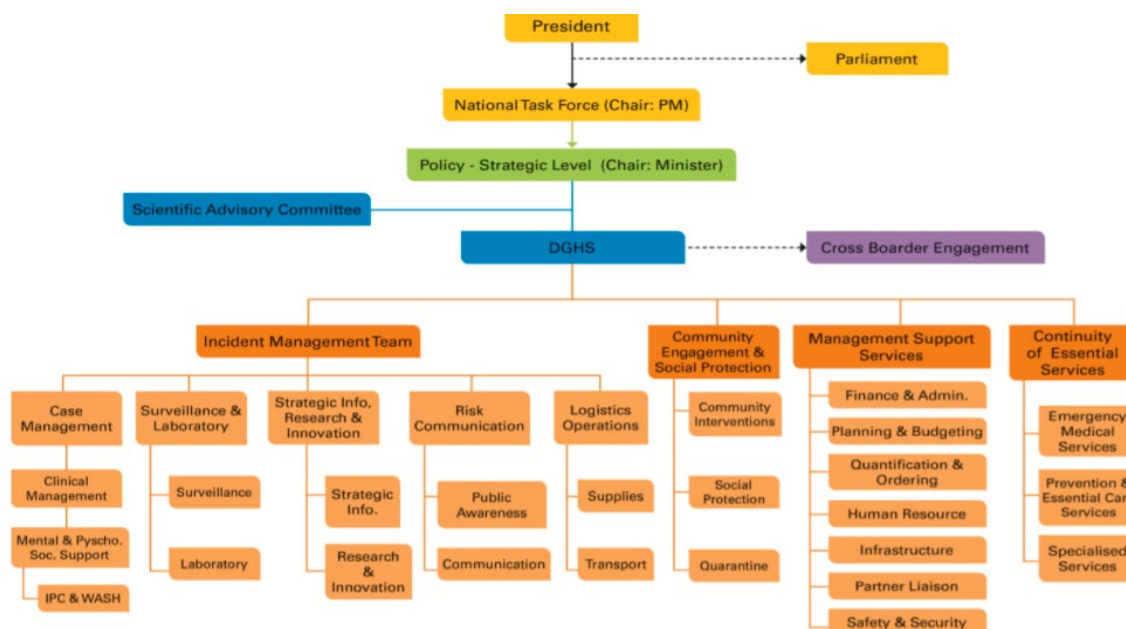 President
Parliament
National Task Force (Chair: PM)
Policy - Strategic Level (Chair: Minister)
Scientific Advisory Committee
DGHS
Cross Boarder Engagement
Incident Management Team
Community
Engagement &
Social Protection
Management Support
Services
Continuity
of Essential
Services
Case
Management
Surveillance &
Laboratory
Strategic Info,
Research &
Innovation
Risk
Communication
Logistics
Operations
Clinical
Management
Mental & Pyscho.
Soc. Support
IPC & WASH
Surveillance
Laboratory
Strategic
Info.
Research
&
Innovation
Public
Awareness
Communication
Supplies
Transport
Community
Interventions
Social
Protection
Quarantine
Finance & Admin.
Planning & Budgeting
Quantification &
Ordering
Human Resource
Infrastructure
Partner Liaison
Safety & Security
Emergency
Medical
Services
Prevention &
Essential Car
Services
Specialised
Services